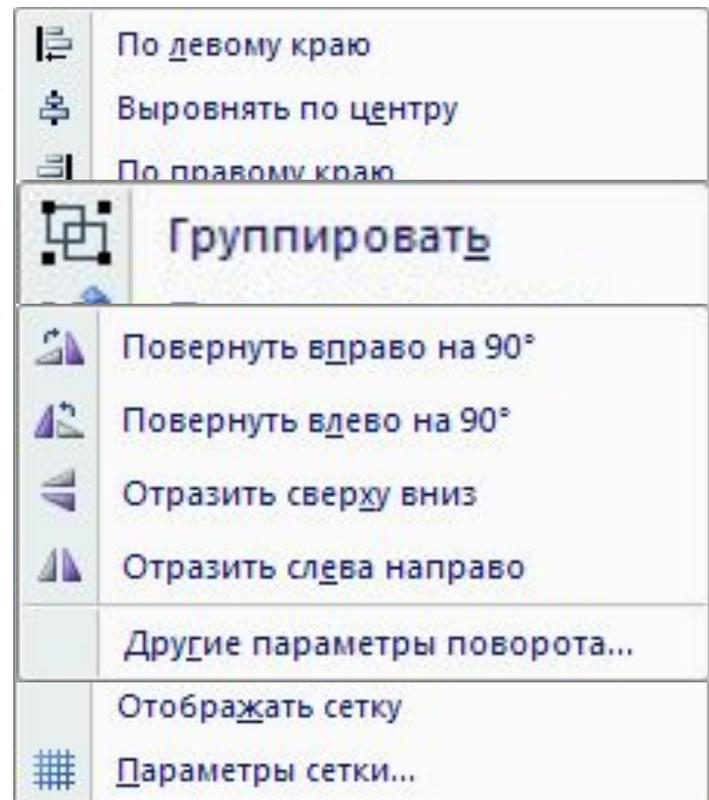 По левому краю
Выровнять по центру
По правому краю
Группировать
Повернуть вправо на 90°
Повернуть влево на 90°
Отразить сверху вниз
Отразить слева направо
Другие параметры поворота...
Отображать сетку
Параметры сетки...